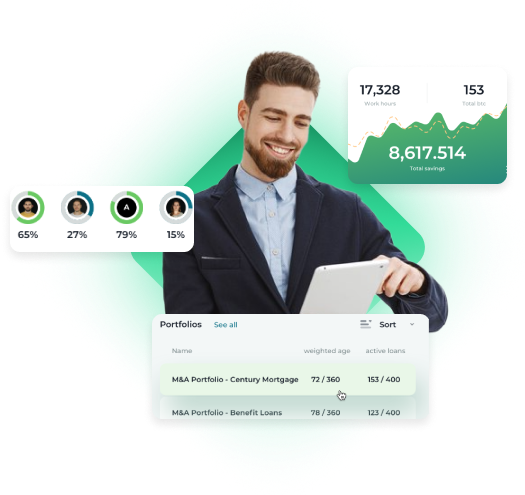 17,328
153
Work hours
Total btc
8,617.514
Total savings
A
65%
27%
79%
15%
Portfolios
See all
Sort
Name
weighted age
active loans
M&A Portfolio - Century Mortgage
72 / 360
153 / 400
M&A Portfolio - Benefit Loans
78 / 360
123 / 400